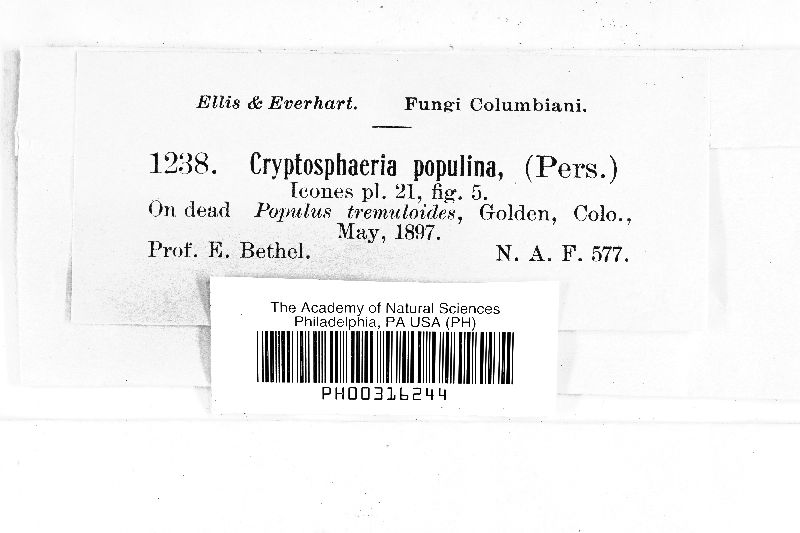 Ellis & Everhart. Fungi Columbiani.
1238. Cryptosphaeria populina, (Pers.)
Icones pl. 21, fig. 5.
On dead Populus tremuloides, Golden, Colo.,
May, 1897.
Prof. E. Bethel. N. A. F. 577.
The Academy of Natural Sciences
Philadelphia, PA USA (PH)
PH00316244